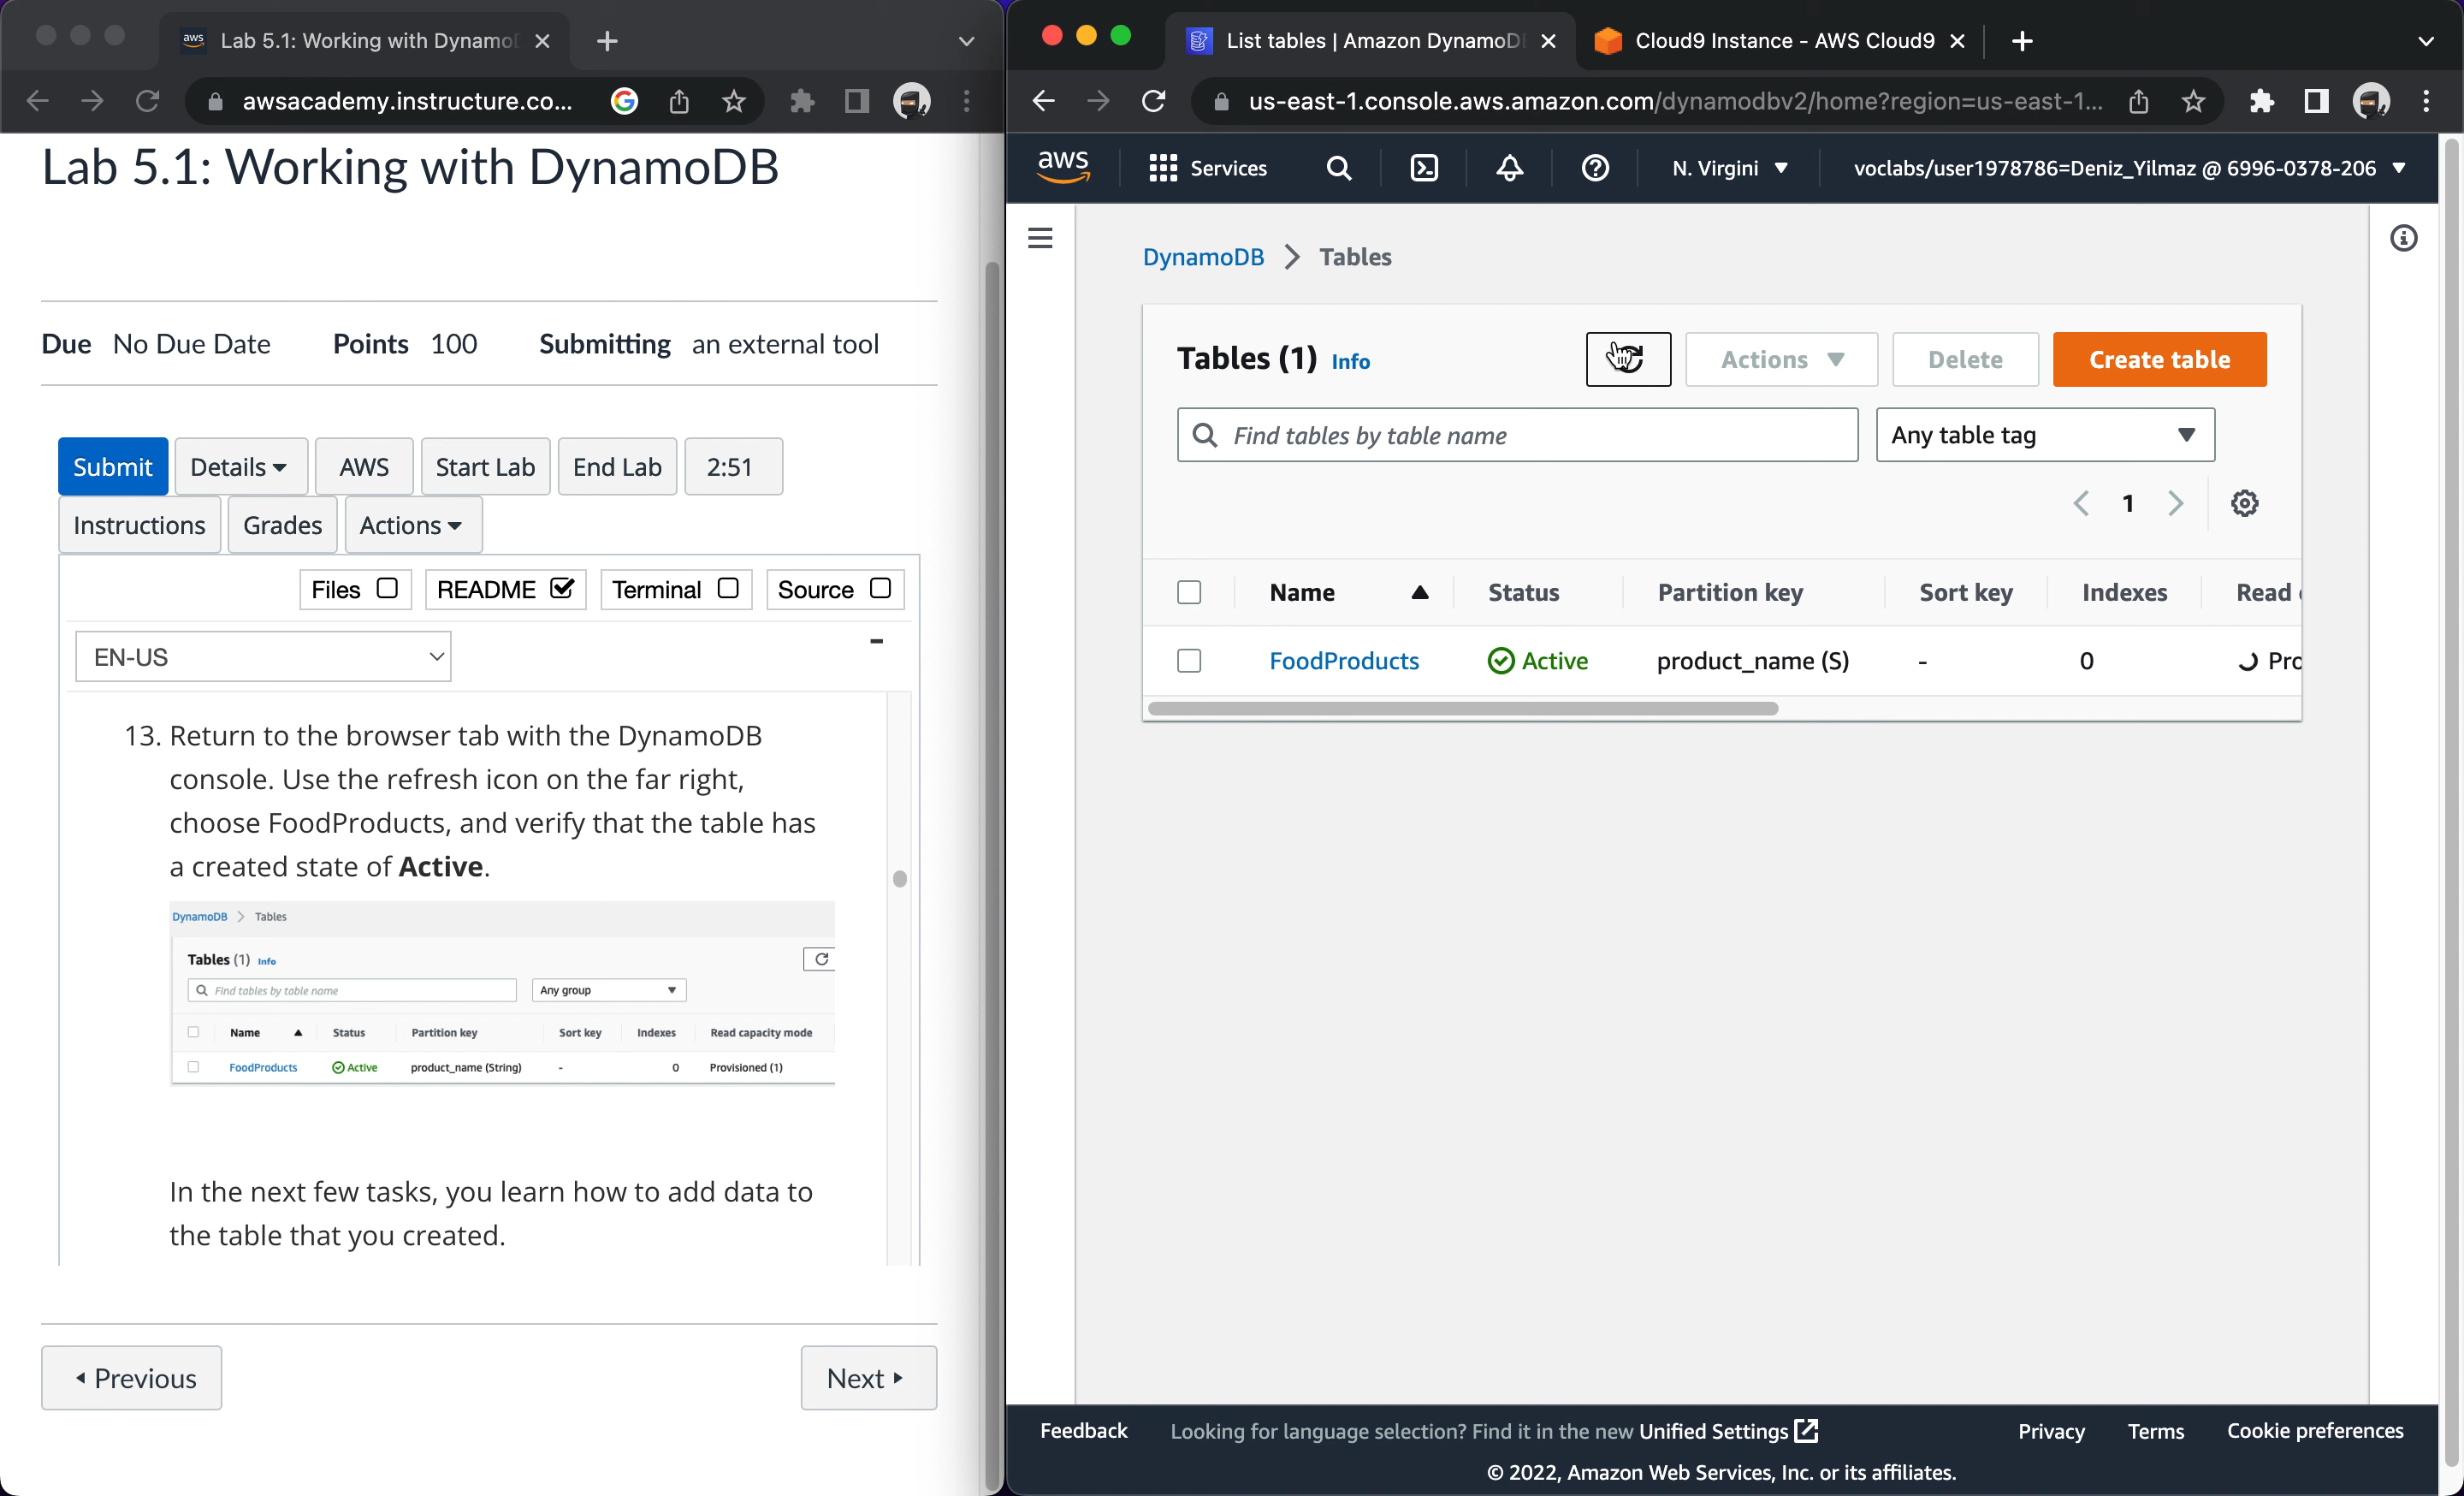 Lab 5.1: Working with Dynamo
awsacademy.instructure.co...
Lab 5.1: Working with DynamoDB
Due No Due Date Points 100 Submitting an external tool
Submit Details AWS Start Lab End Lab 2:51
Instructions Grades Actions
Files README Terminal Source
EN-US
13. Return to the browser tab with the DynamoDB
console. Use the refresh icon on the far right,
choose FoodProducts, and verify that the table has
a created state of Active.
DynamoDB > Tables
Tables (1) Info
Find tables by table name Any group
Name Status Partition key Sort key Indexes Read capacity mode
FoodProducts Active product_name (String) - 0 Provisioned (1)
In the next few tasks, you learn how to add data to
the table that you created.
Previous Next
List tables | Amazon DynamoD Cloud9 Instance - AWS Cloud9
us-east-1.console.aws.amazon.com/dynamodbv2/home?region=us-east-1...
aws Services N. Virgini voclabs/user1978786=Deniz_Yilmaz @ 6996-0378-206
DynamoDB > Tables
Tables (1) Info Actions Delete Create table
Find tables by table name Any table tag
1
Name Status Partition key Sort key Indexes Read
FoodProducts Active product_name (S) - 0 Pro
Feedback Looking for language selection? Find it in the new Unified Settings Privacy Terms Cookie preferences
© 2022, Amazon Web Services, Inc. or its affiliates.